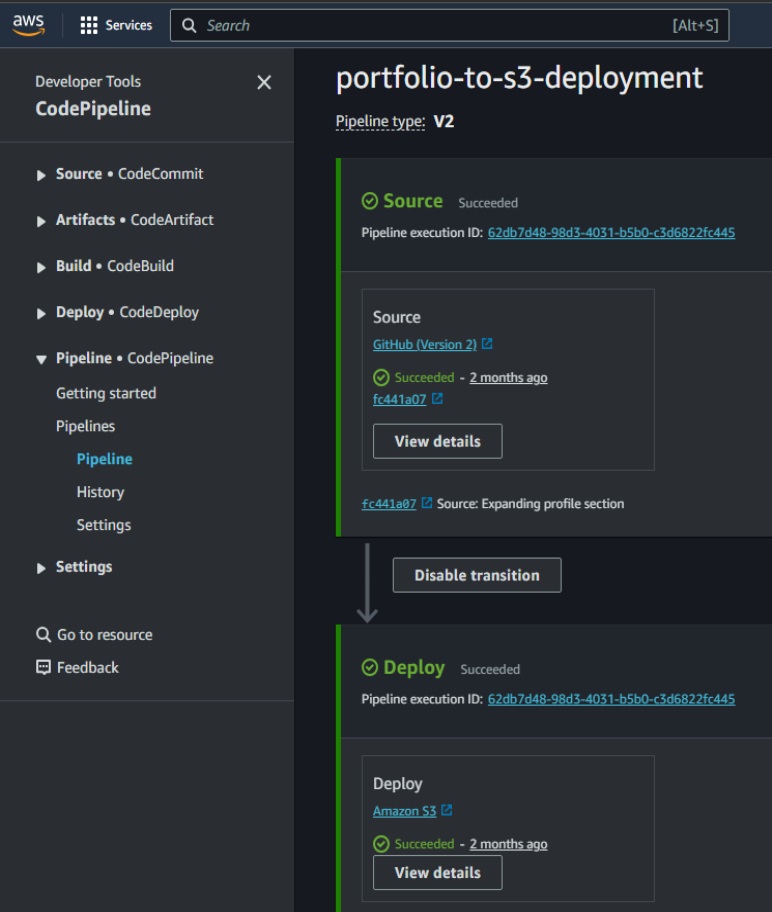 aws
Services
Search
[Alt+S]
Developer Tools
CodePipeline
Source • CodeCommit
Artifacts • CodeArtifact
Build • CodeBuild
Deploy • CodeDeploy
Pipeline • CodePipeline
Getting started
Pipelines
Pipeline
History
Settings
Settings
Go to resource
Feedback
portfolio-to-s3-deployment
Pipeline type: V2
Source Succeeded
Pipeline execution ID: 62db7d48-98d3-4031-b5b0-c3d6822fc445
Source
GitHub (Version 2)
Succeeded - 2 months ago
fc441a07
View details
fc441a07 Source: Expanding profile section
Disable transition
Deploy Succeeded
Pipeline execution ID: 62db7d48-98d3-4031-b5b0-c3d6822fc445
Deploy
Amazon S3
Succeeded - 2 months ago
View details